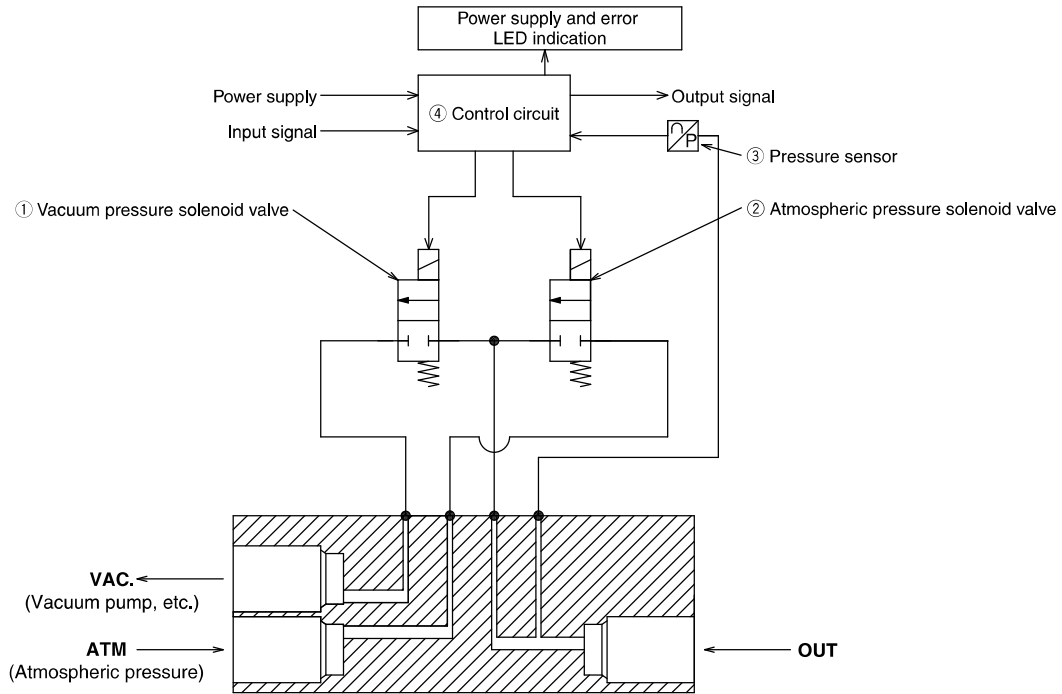 Power supply and error
LED indication
Power supply
④ Control circuit
Output signal
Input signal
P
③ Pressure sensor
① Vacuum pressure solenoid valve
② Atmospheric pressure solenoid valve
VAC.
(Vacuum pump, etc.)
ATM
(Atmospheric pressure)
OUT